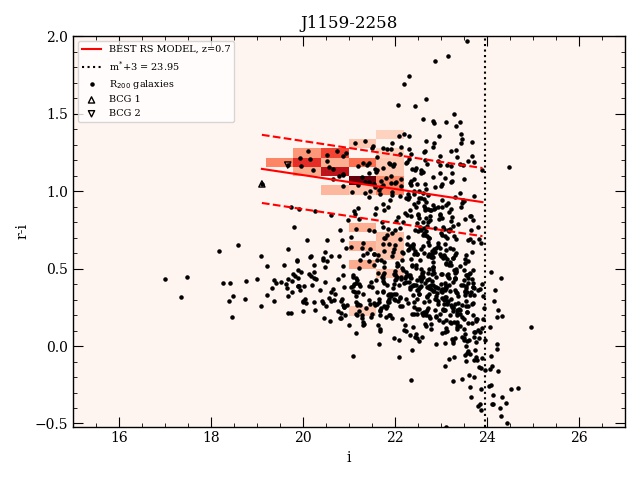 J1159-2258
BEST RS MODEL, z=0.7
m*+3 = 23.95
R200 galaxies
BCG 1
BCG 2
2.0
1.5
1.0
0.5
0.0
−0.5
r-i
16 18 20 22 24 26
i